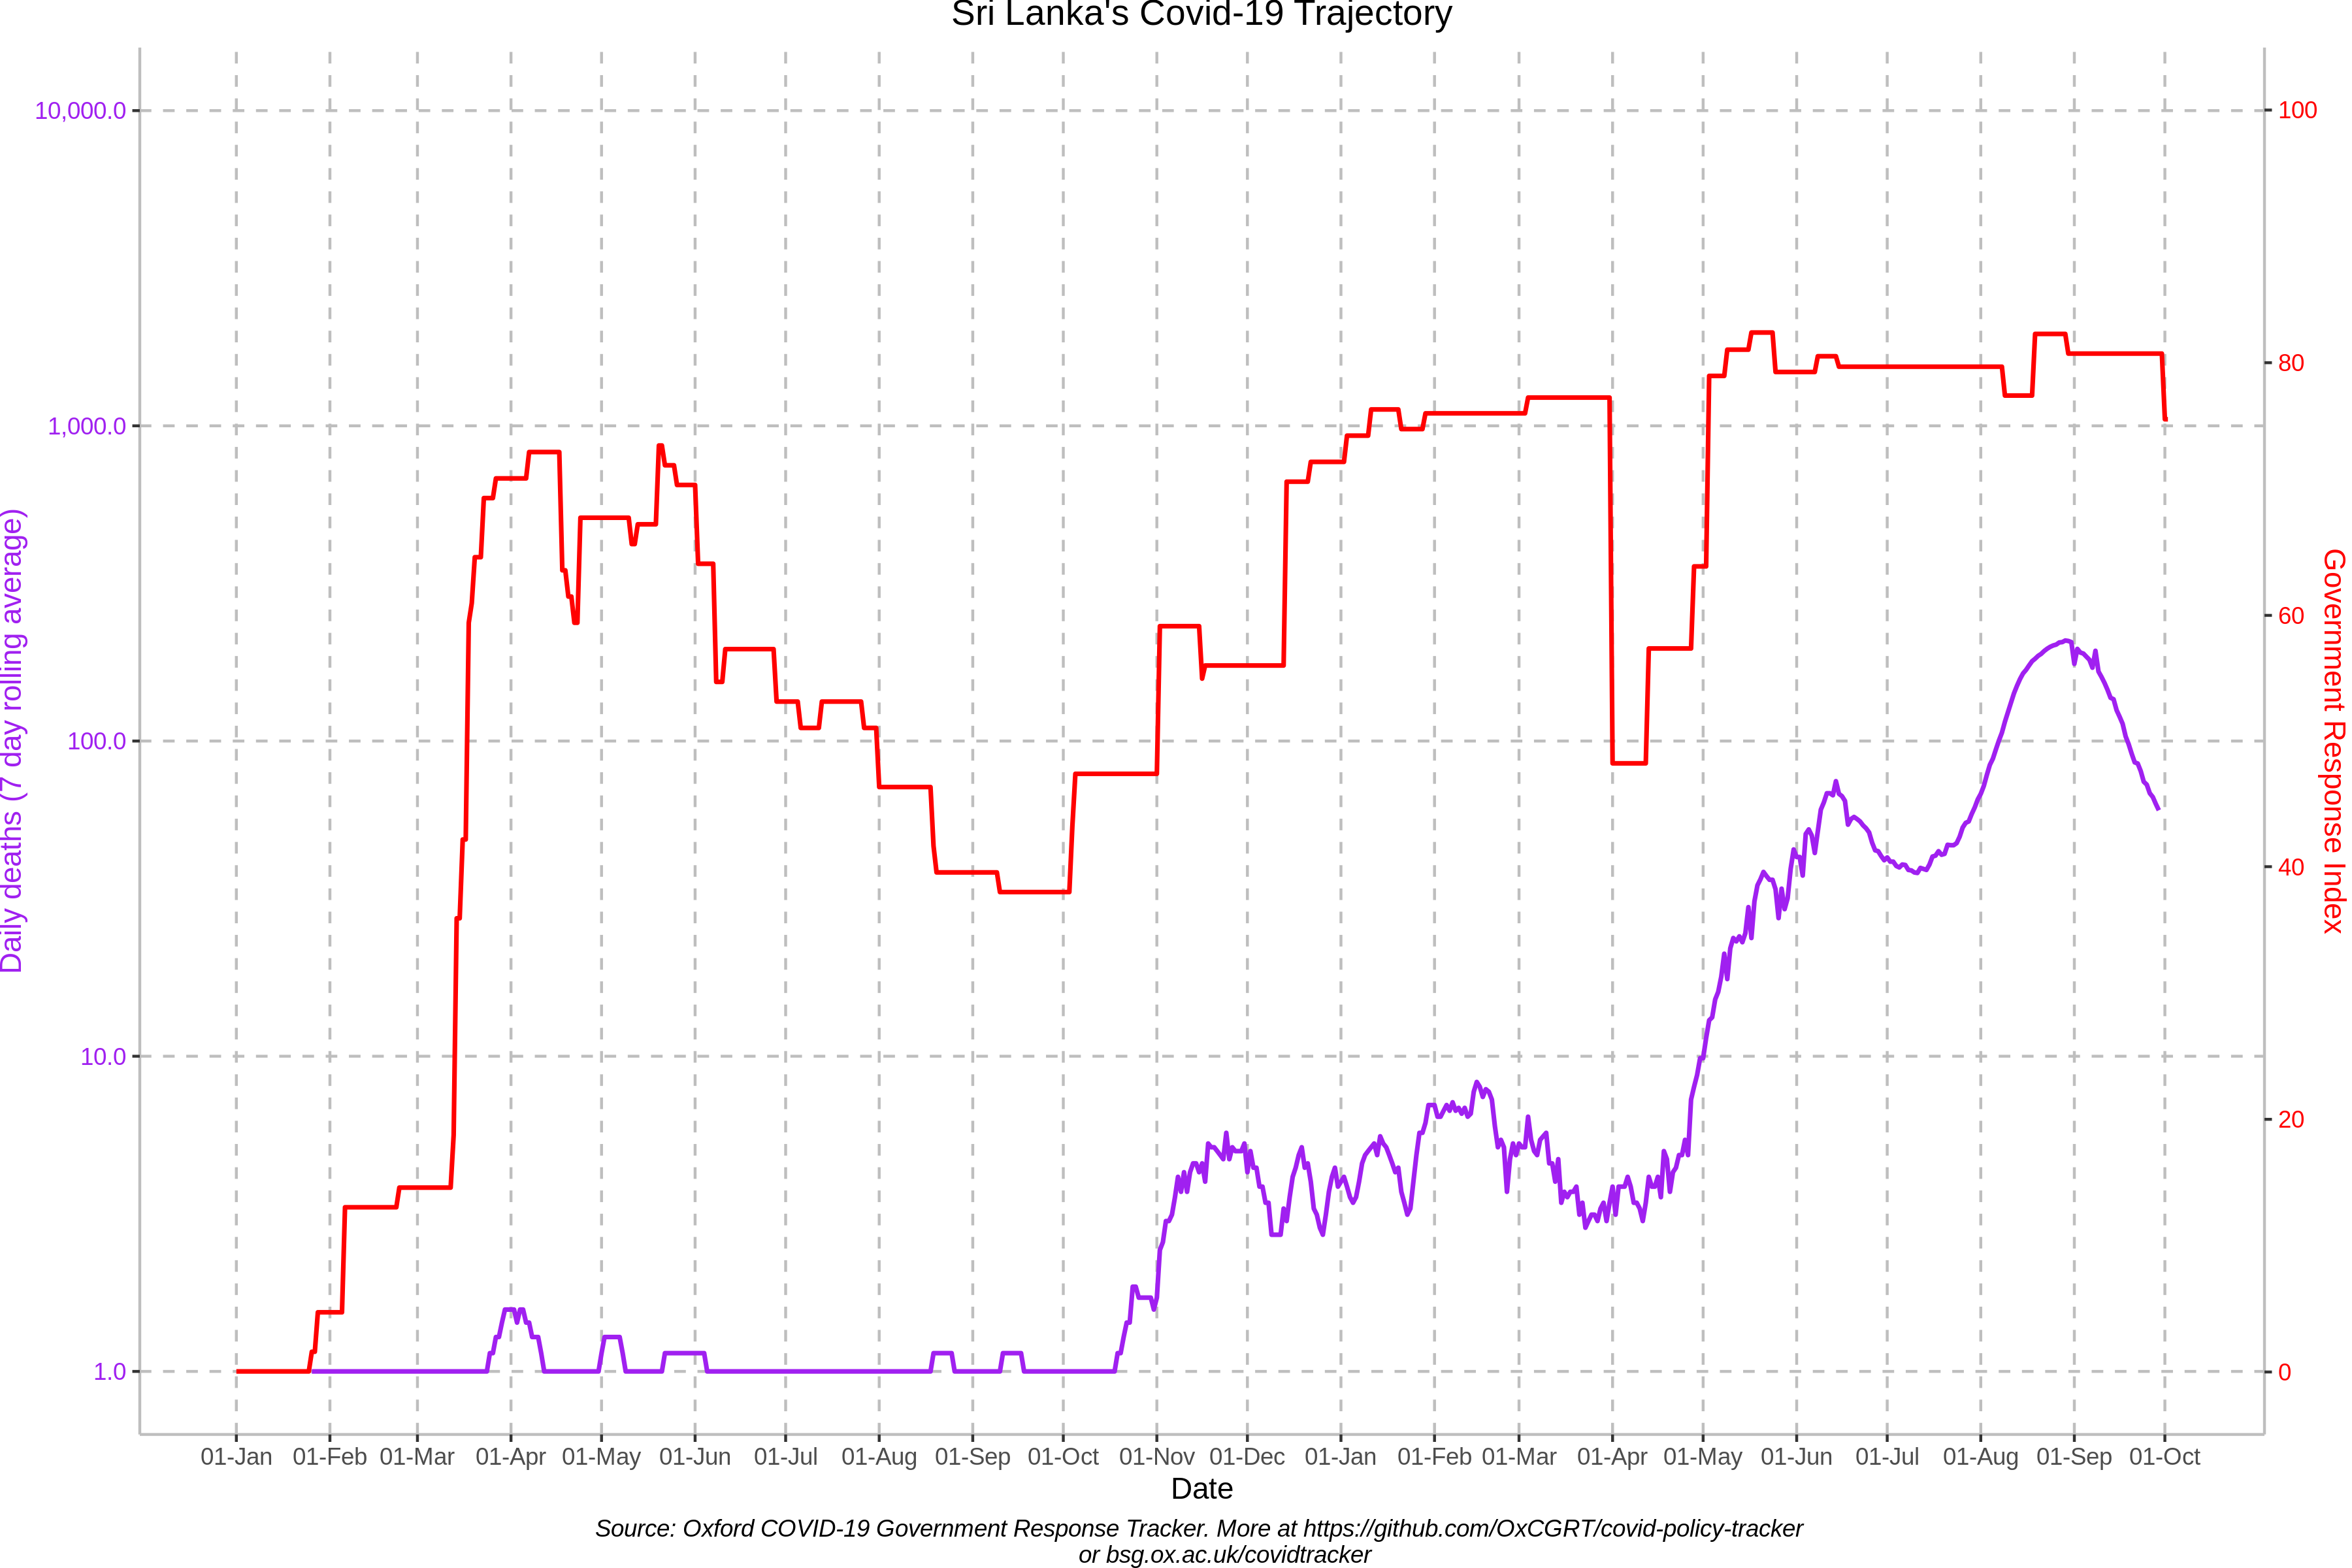 Sri Lanka's Covid-19 Trajectory
10,000.0
1,000.0
100.0
10.0
1.0
Daily deaths (7 day rolling average)
100
80
60
40
20
0
Government Response Index
01-Jan 01-Feb 01-Mar 01-Apr 01-May 01-Jun 01-Jul 01-Aug 01-Sep 01-Oct 01-Nov 01-Dec 01-Jan 01-Feb 01-Mar 01-Apr 01-May 01-Jun 01-Jul 01-Aug 01-Sep 01-Oct
Date
Source: Oxford COVID-19 Government Response Tracker. More at https://github.com/OxCGRT/covid-policy-tracker
or bsg.ox.ac.uk/covidtracker